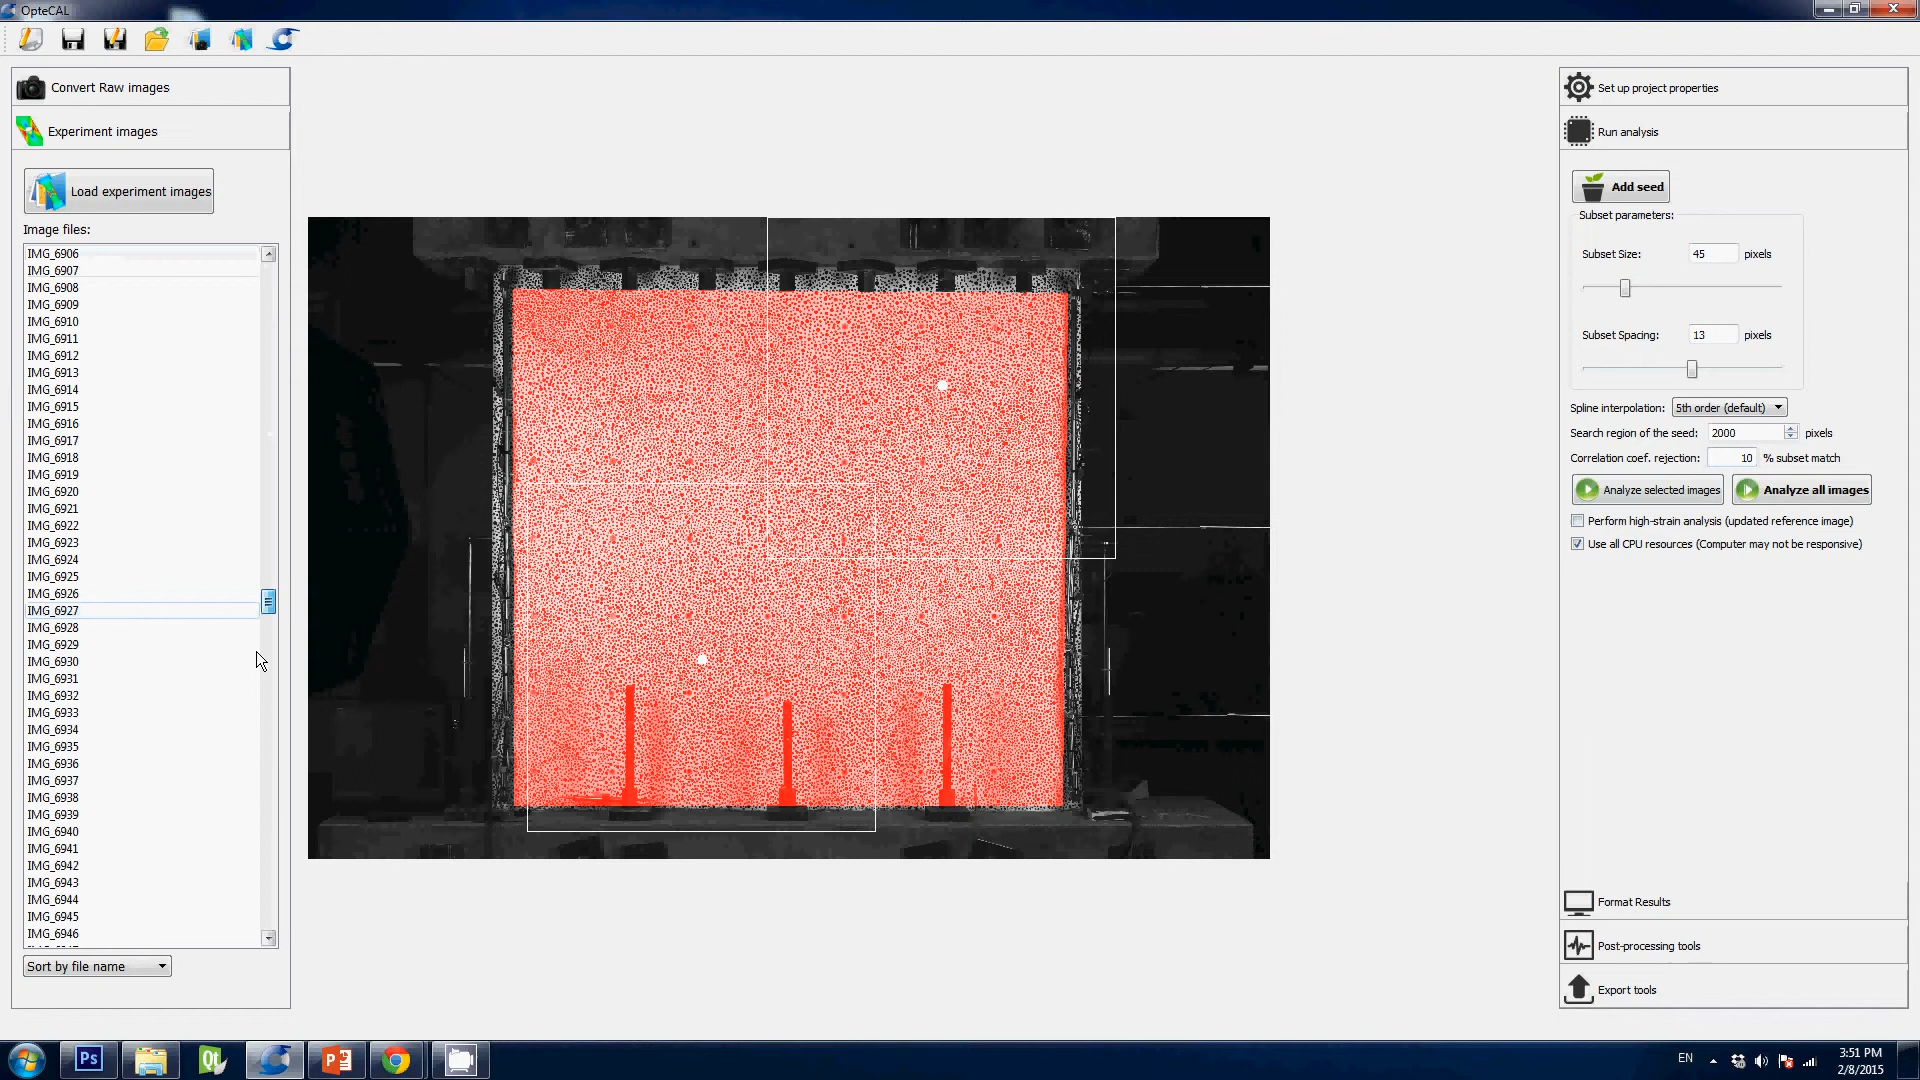 OpteCAL
Convert Raw images
Experiment images
Load experiment images
Image files:
IMG_6906
IMG_6907
IMG_6908
IMG_6909
IMG_6910
IMG_6911
IMG_6912
IMG_6913
IMG_6914
IMG_6915
IMG_6916
IMG_6917
IMG_6918
IMG_6919
IMG_6920
IMG_6921
IMG_6922
IMG_6923
IMG_6924
IMG_6925
IMG_6926
IMG_6927
IMG_6928
IMG_6929
IMG_6930
IMG_6931
IMG_6932
IMG_6933
IMG_6934
IMG_6935
IMG_6936
IMG_6937
IMG_6938
IMG_6939
IMG_6940
IMG_6941
IMG_6942
IMG_6943
IMG_6944
IMG_6945
IMG_6946
Sort by file name
Set up project properties
Run analysis
Add seed
Subset parameters:
Subset Size: 45 pixels
Subset Spacing: 13 pixels
Spline interpolation: 5th order (default)
Search region of the seed: 2000 pixels
Correlation coef. rejection: 10 % subset match
Analyze selected images Analyze all images
Perform high-strain analysis (updated reference image)
Use all CPU resources (Computer may not be responsive)
Format Results
Post-processing tools
Export tools
Ps
Qt
P
EN
3:51 PM
2/8/2015